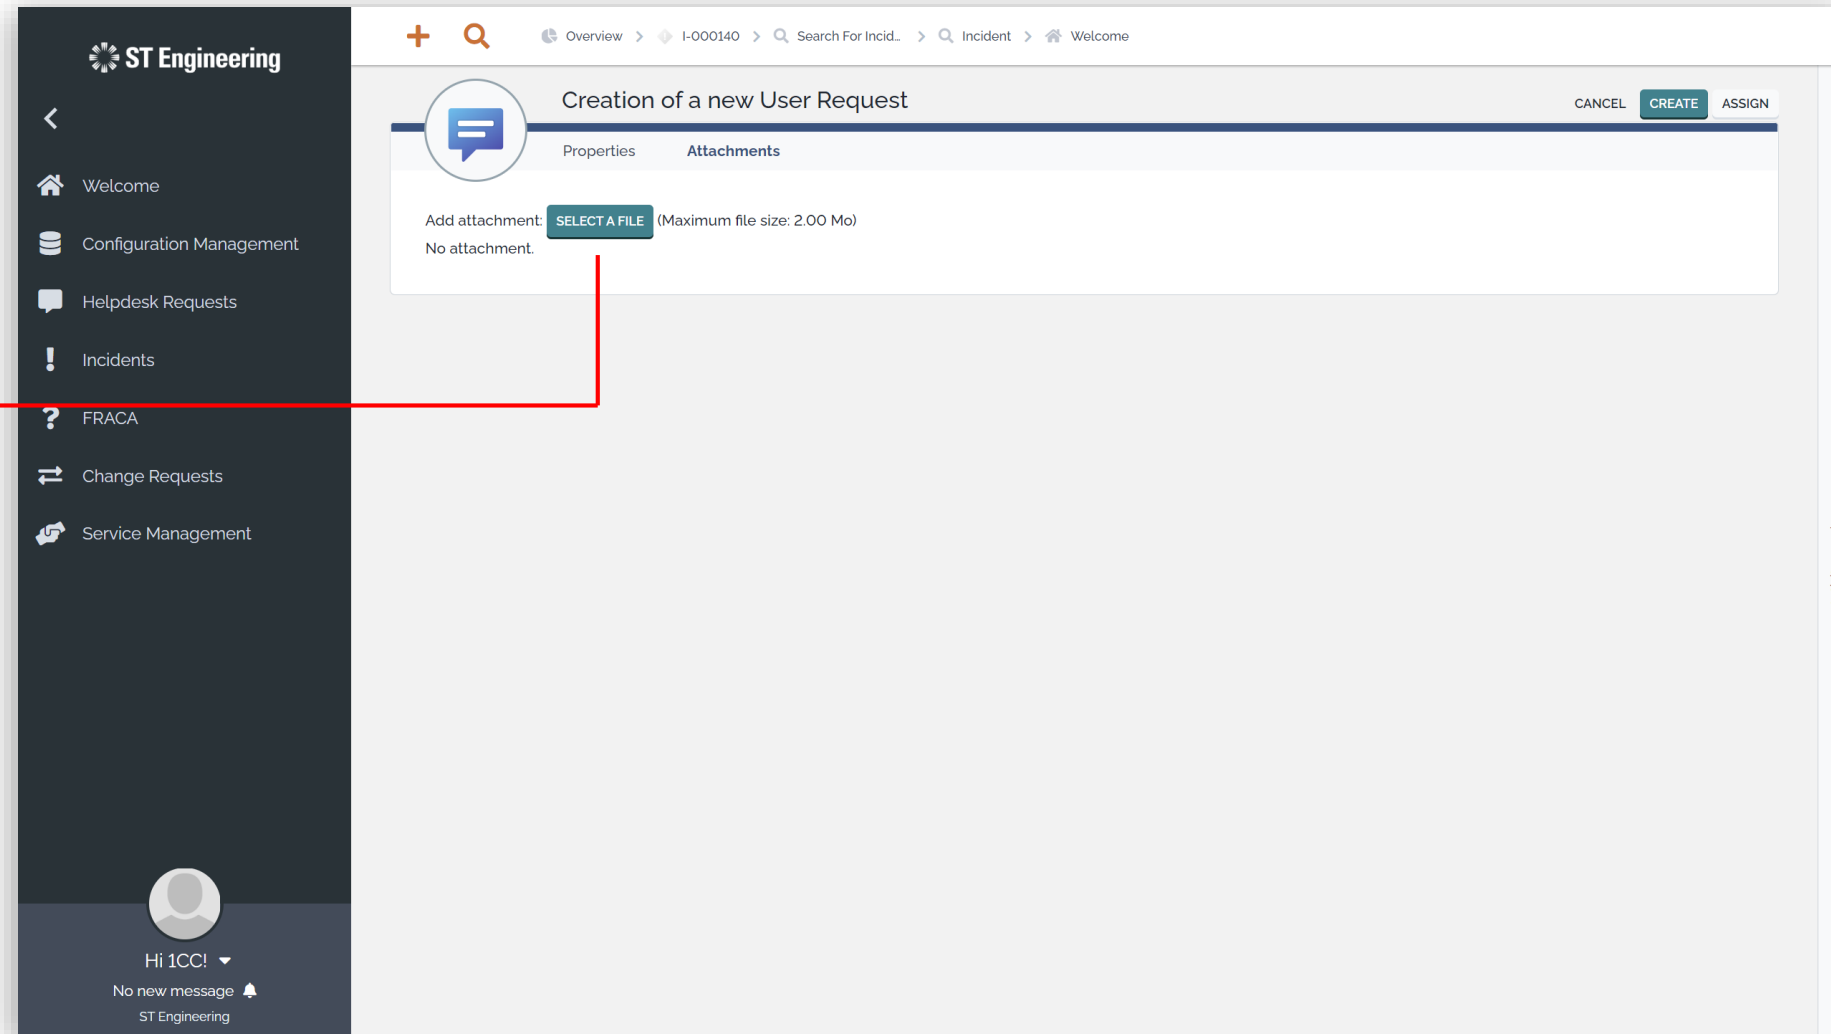 ST Engineering
Welcome
Configuration Management
Helpdesk Requests
Incidents
FRACA
Change Requests
Service Management
Hi 1CC!
No new message
ST Engineering
Overview > I-000140 > Search For Incid... > Incident > Welcome
Creation of a new User Request
CANCEL CREATE ASSIGN
Properties Attachments
Add attachment: SELECT A FILE (Maximum file size: 2.00 Mo)
No attachment.